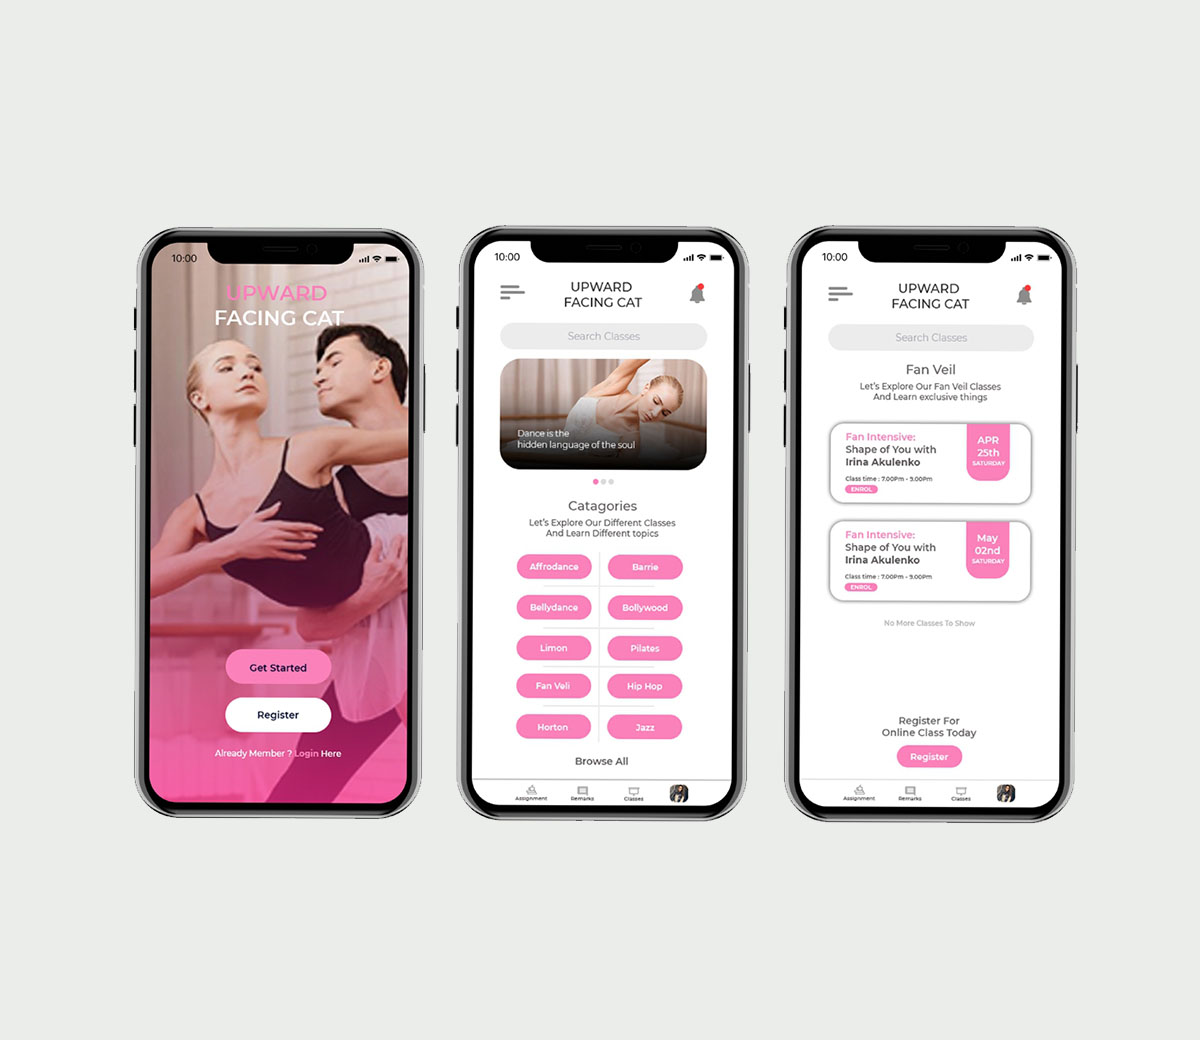 10:00
UPWARD
FACING CAT
Get Started
Register
Already Member ? Login Here
10:00
UPWARD
FACING CAT
Search Classes
Dance is the
hidden language of the soul
Catagories
Let's Explore Our Different Classes
And Learn Different topics
Affrodance
Barrie
Bellydance
Bollywood
Limon
Pilates
Fan Veli
Hip Hop
Horton
Jazz
Browse All
Assignment
Remarks
Classes
10:00
UPWARD
FACING CAT
Search Classes
Fan Veil
Let's Explore Our Fan Veil Classes
And Learn exclusive things
Fan Intensive:
Shape of You with
Irina Akulenko
Class time : 7.00Pm - 9.00Pm
ENROL
APR
25th
SATURDAY
Fan Intensive:
Shape of You with
Irina Akulenko
Class time : 7.00Pm - 9.00Pm
ENROL
May
02nd
SATURDAY
No More Classes To Show
Register For
Online Class Today
Register
Assignment
Remarks
Classes